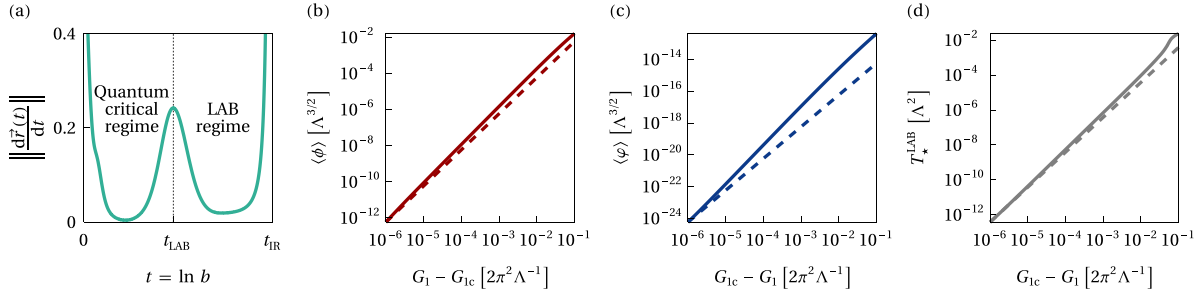 (a)
0.4
0.2
0
‖ d r⃗ (t) / dt ‖
Quantum
critical
regime
LAB
regime
0
t_LAB
t_IR
t = ln b
(b)
10^−2
10^−4
10^−6
10^−8
10^−10
10^−12
⟨ϕ⟩ [Λ^3/2]
10^−6 10^−5 10^−4 10^−3 10^−2 10^−1
G_1 − G_1c [2π^2Λ^−1]
(c)
10^−14
10^−16
10^−18
10^−20
10^−22
10^−24
⟨φ⟩ [Λ^3/2]
10^−6 10^−5 10^−4 10^−3 10^−2 10^−1
G_1c − G_1 [2π^2Λ^−1]
(d)
10^−2
10^−4
10^−6
10^−8
10^−10
10^−12
T_⋆^LAB [Λ^2]
10^−6 10^−5 10^−4 10^−3 10^−2 10^−1
G_1c − G_1 [2π^2Λ^−1]